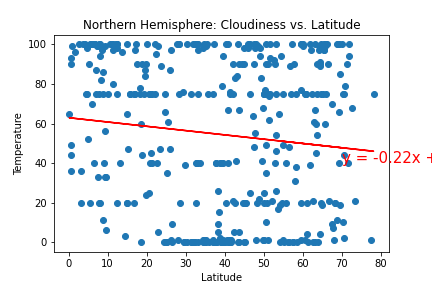 Northern Hemisphere: Cloudiness vs. Latitude
100
80
60
40
20
0
Temperature
y = -0.22x +
0 10 20 30 40 50 60 70 80
Latitude